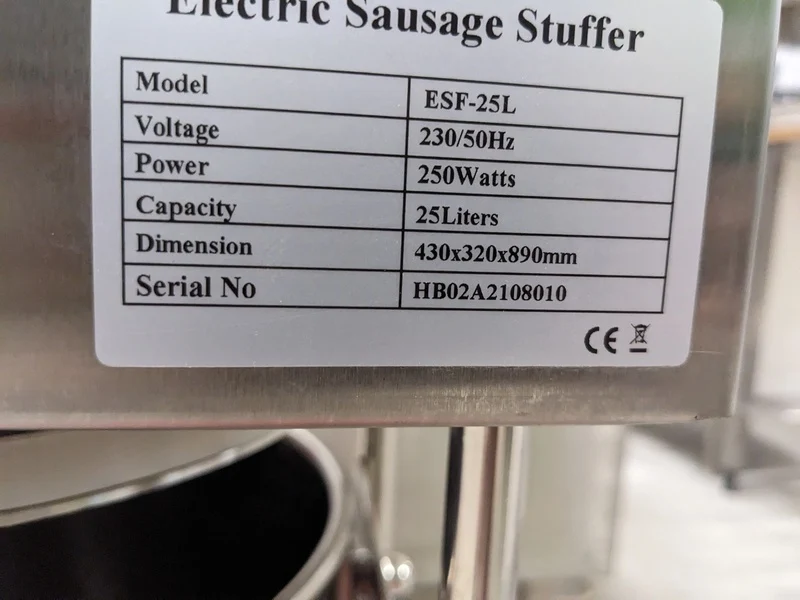 Electric Sausage Stuffer
Model ESF-25L
Voltage 230/50Hz
Power 250Watts
Capacity 25Liters
Dimension 430x320x890mm
Serial No HB02A2108010
CE